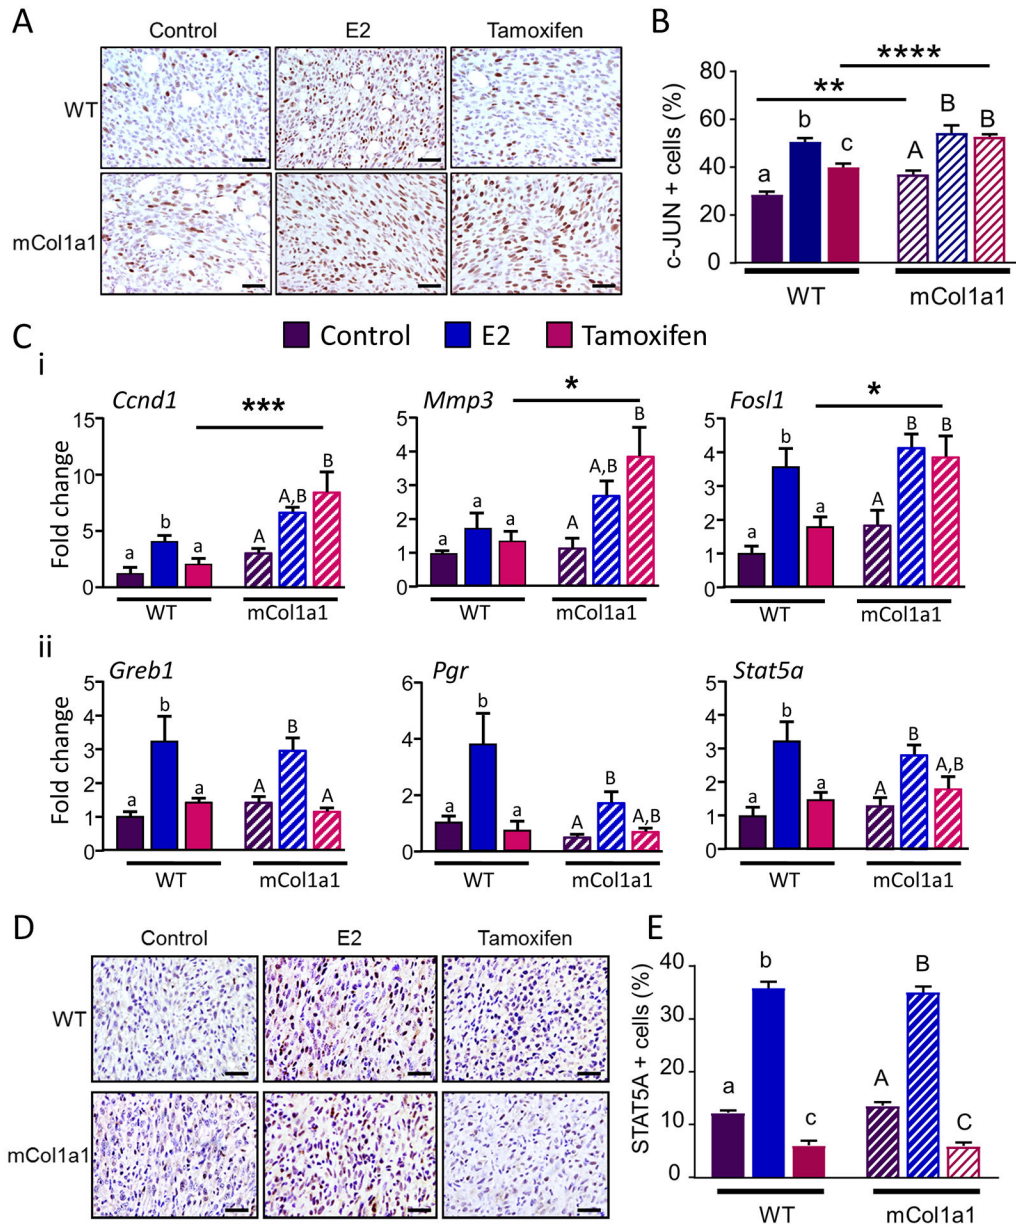 A
Control E2 Tamoxifen
WT
mCol1a1
B
c-JUN + cells (%)
80
60
40
20
0
** ****
a b c A B B
WT mCol1a1
Control E2 Tamoxifen
C
i
Ccnd1
Fold change
15
10
5
0
***
a b a A A,B B
WT mCol1a1
Mmp3
5
4
3
2
1
0
*
a a a A A,B B
WT mCol1a1
Fosl1
5
4
3
2
1
0
*
a b a A B B
WT mCol1a1
ii
Greb1
Fold change
5
4
3
2
1
0
a b a A B A
WT mCol1a1
Pgr
6
4
2
0
a b a A B A,B
WT mCol1a1
Stat5a
5
4
3
2
1
0
a b a A B A,B
WT mCol1a1
D
Control E2 Tamoxifen
WT
mCol1a1
E
STAT5A + cells (%)
40
30
20
10
0
a b c A B C
WT mCol1a1